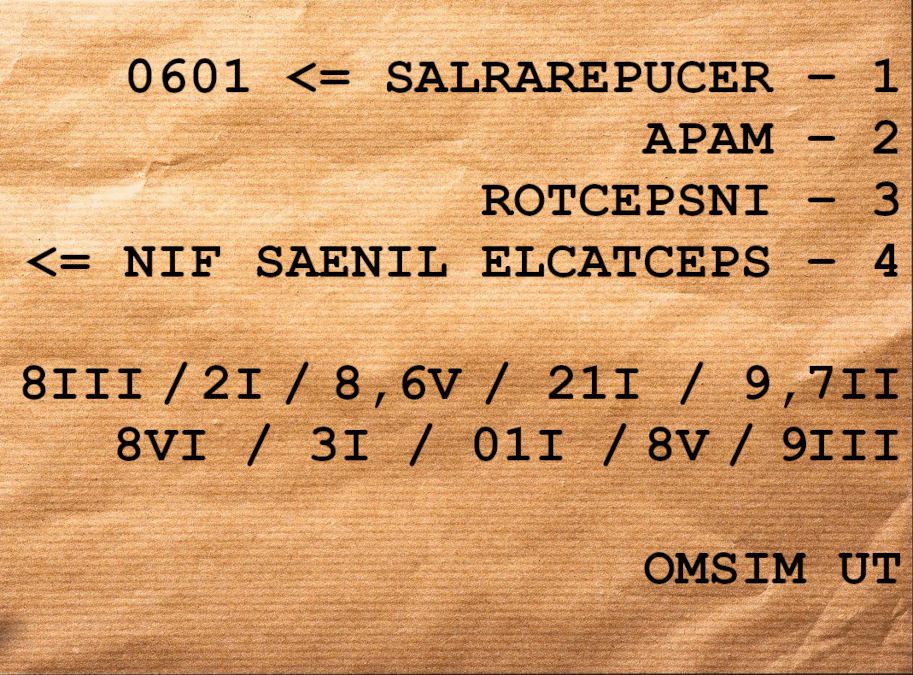 0601 <= SALRAREPUCER – 1
APAM – 2
ROTCEPSNI – 3
<= NIF SAENIL ELCATCEPS – 4
8III / 2I / 8,6V / 21I / 9,7II
8VI / 3I / 01I / 8V / 9III
OMSIM UT